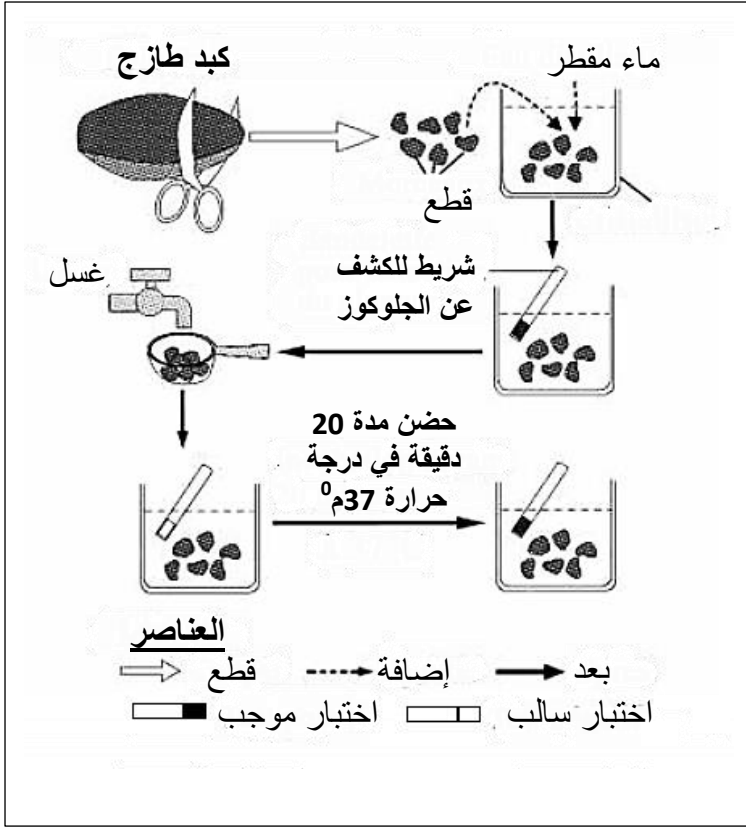 كبد طازج
ماء مقطر
قطع
شريط للكشف
عن الجلوكوز
غسل
حضن مدة 20
دقيقة في درجة
حرارة 37م⁰
العناصر
قطع
إضافة
بعد
اختبار موجب
اختبار سالب